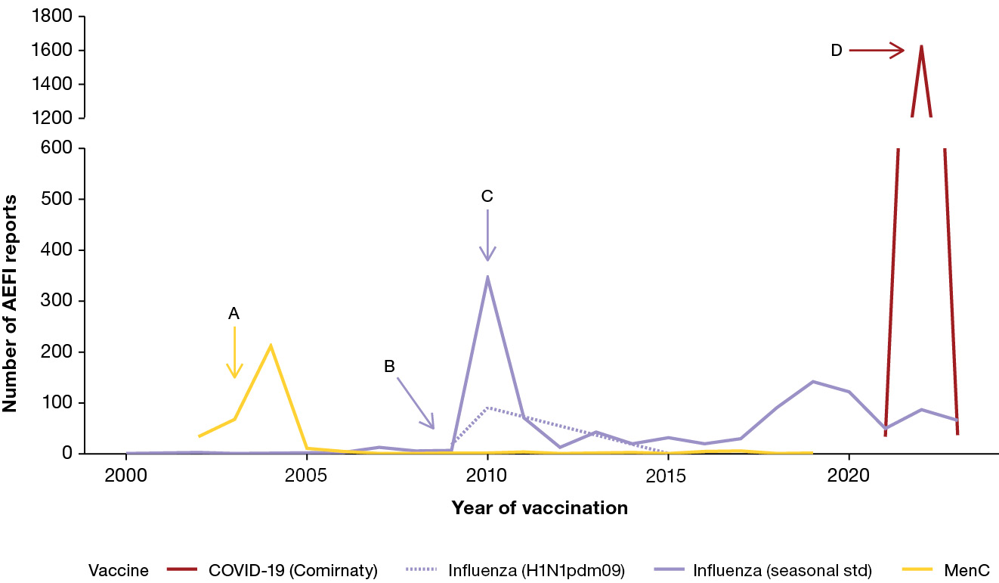 1800
1600
D
1400
1200
600
500
C
400
300
A
200
B
100
0
Number of AEFI reports
2000 2005 2010 2015 2020
Year of vaccination
Vaccine COVID-19 (Comirnaty) Influenza (H1N1pdm09) Influenza (seasonal std) MenC